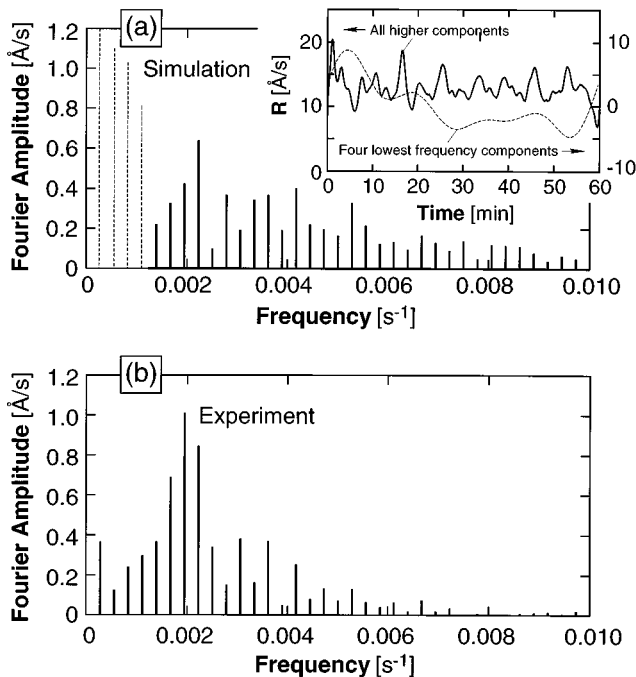 (a)
Simulation
Fourier Amplitude [Å/s]
1.2
1.0
0.8
0.6
0.4
0.2
0
0 0.002 0.004 0.006 0.008 0.010
Frequency [s⁻¹]
R [Å/s]
20
10
0
All higher components
Four lowest frequency components
10
0
-10
0 10 20 30 40 50 60
Time [min]
(b)
Experiment
Fourier Amplitude [Å/s]
1.2
1.0
0.8
0.6
0.4
0.2
0
0 0.002 0.004 0.006 0.008 0.010
Frequency [s⁻¹]